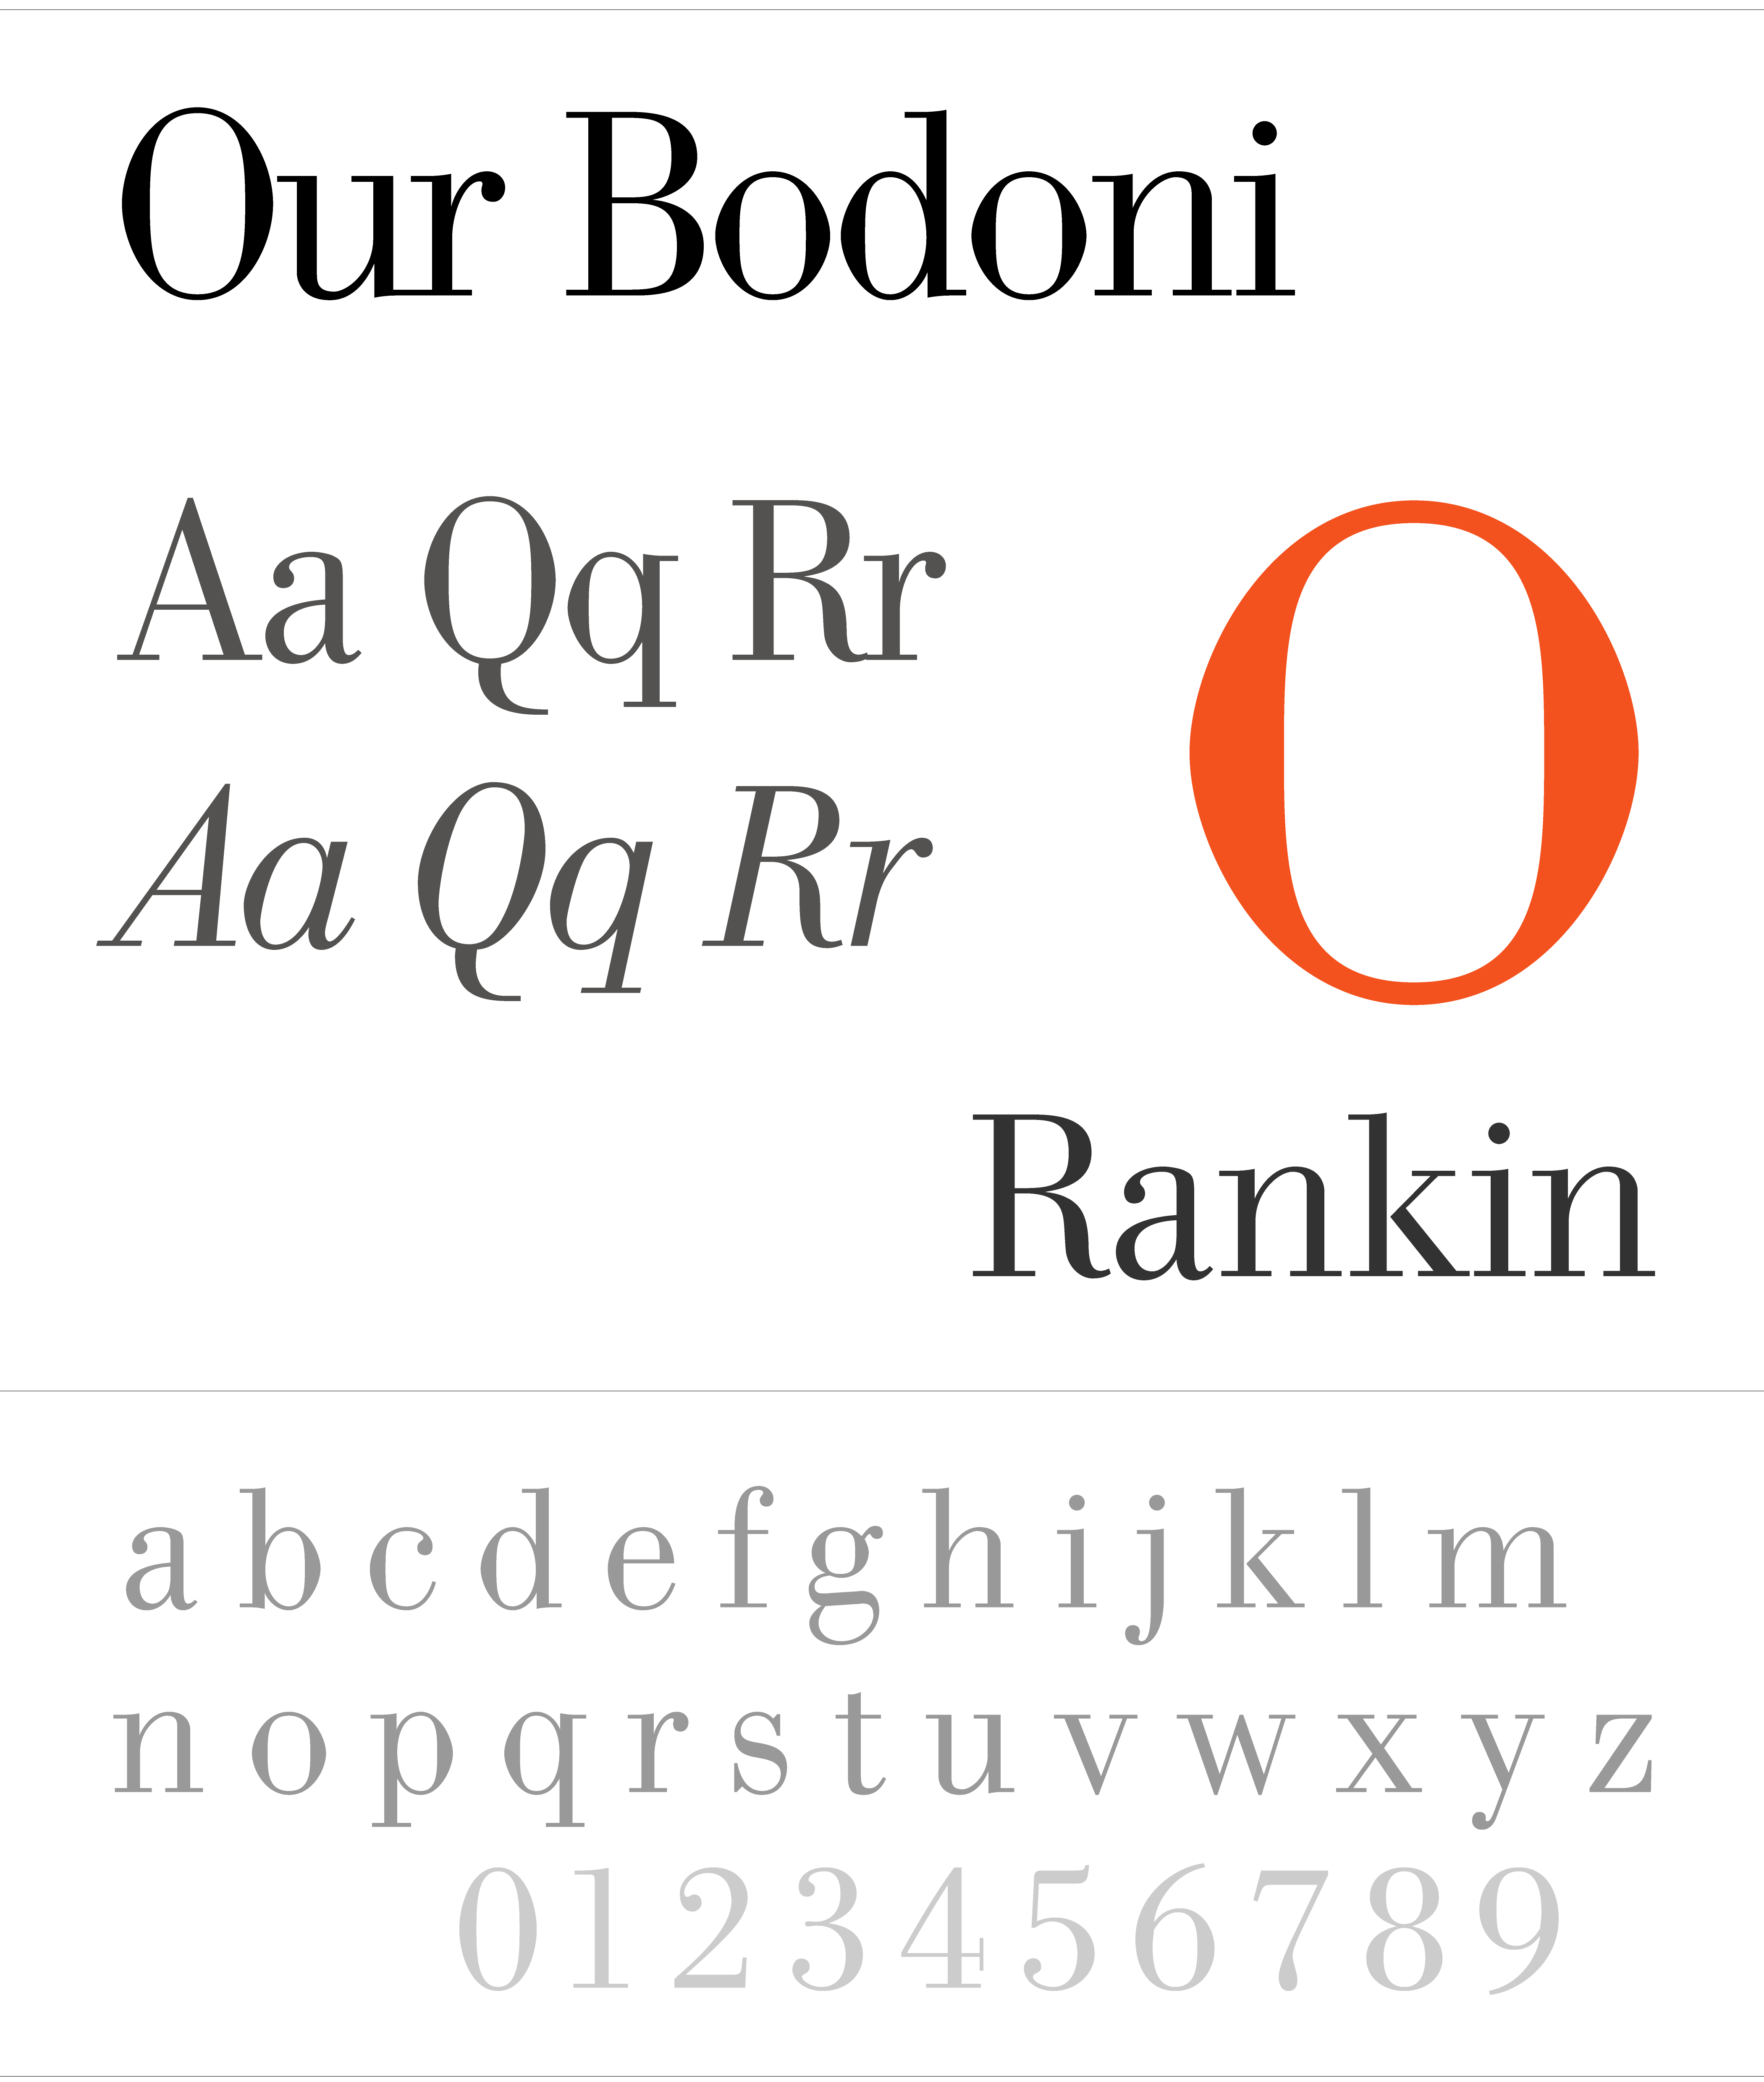 Our Bodoni
Aa Qq Rr
Aa Qq Rr
O
Rankin
a b c d e f g h i j k l m
n o p q r s t u v w x y z
0 1 2 3 4 5 6 7 8 9